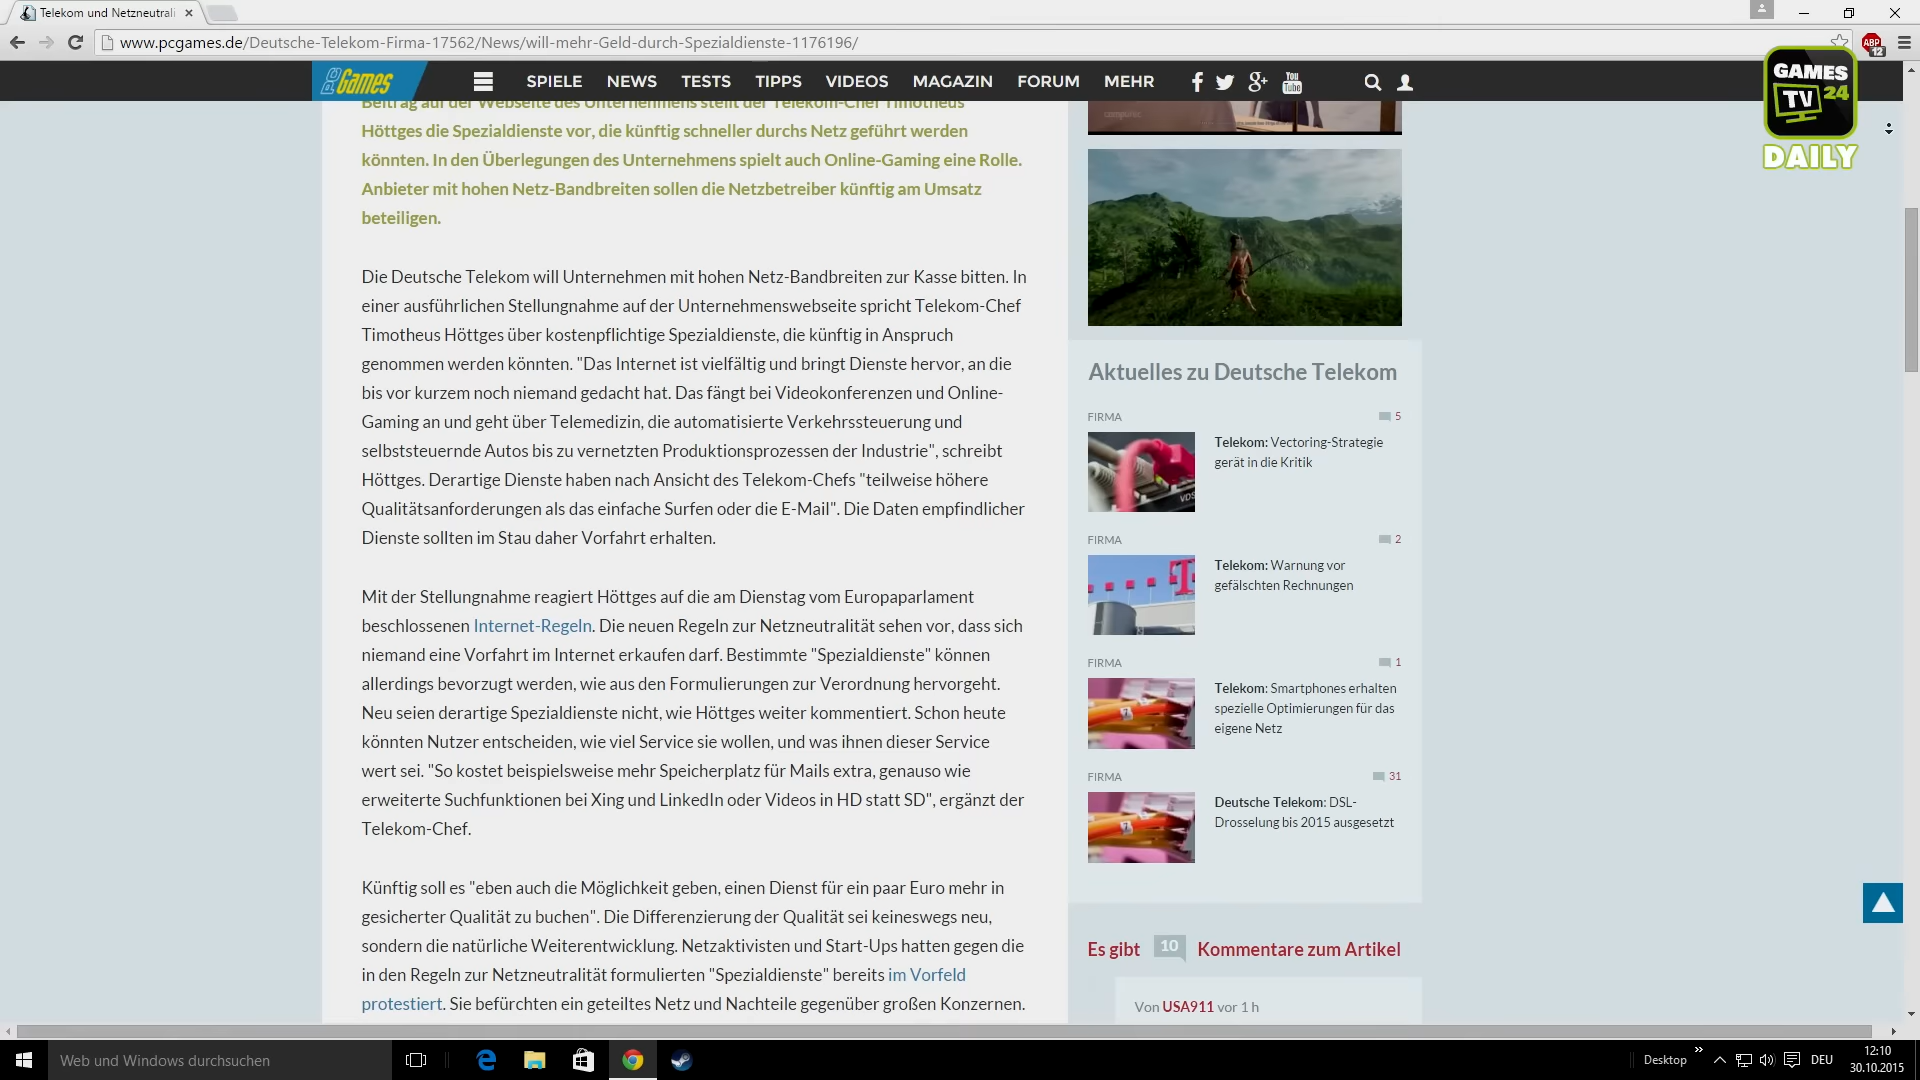 Telekom und Netzneutrali
www.pcgames.de/Deutsche-Telekom-Firma-17562/News/will-mehr-Geld-durch-Spezialdienste-1176196/
ABP
12
PC Games
SPIELE NEWS TESTS TIPPS VIDEOS MAGAZIN FORUM MEHR
You Tube
GAMES
TV 24
DAILY
Beitrag auf der Webseite des Unternehmens stellt der Telekom-Chef Timotheus
Höttges die Spezialdienste vor, die künftig schneller durchs Netz geführt werden
könnten. In den Überlegungen des Unternehmens spielt auch Online-Gaming eine Rolle.
Anbieter mit hohen Netz-Bandbreiten sollen die Netzbetreiber künftig am Umsatz
beteiligen.
Die Deutsche Telekom will Unternehmen mit hohen Netz-Bandbreiten zur Kasse bitten. In
einer ausführlichen Stellungnahme auf der Unternehmenswebseite spricht Telekom-Chef
Timotheus Höttges über kostenpflichtige Spezialdienste, die künftig in Anspruch
genommen werden könnten. "Das Internet ist vielfältig und bringt Dienste hervor, an die
bis vor kurzem noch niemand gedacht hat. Das fängt bei Videokonferenzen und Online-
Gaming an und geht über Telemedizin, die automatisierte Verkehrssteuerung und
selbststeuernde Autos bis zu vernetzten Produktionsprozessen der Industrie", schreibt
Höttges. Derartige Dienste haben nach Ansicht des Telekom-Chefs "teilweise höhere
Qualitätsanforderungen als das einfache Surfen oder die E-Mail". Die Daten empfindlicher
Dienste sollten im Stau daher Vorfahrt erhalten.
Mit der Stellungnahme reagiert Höttges auf die am Dienstag vom Europaparlament
beschlossenen Internet-Regeln. Die neuen Regeln zur Netzneutralität sehen vor, dass sich
niemand eine Vorfahrt im Internet erkaufen darf. Bestimmte "Spezialdienste" können
allerdings bevorzugt werden, wie aus den Formulierungen zur Verordnung hervorgeht.
Neu seien derartige Spezialdienste nicht, wie Höttges weiter kommentiert. Schon heute
könnten Nutzer entscheiden, wie viel Service sie wollen, und was ihnen dieser Service
wert sei. "So kostet beispielsweise mehr Speicherplatz für Mails extra, genauso wie
erweiterte Suchfunktionen bei Xing und LinkedIn oder Videos in HD statt SD", ergänzt der
Telekom-Chef.
Künftig soll es "eben auch die Möglichkeit geben, einen Dienst für ein paar Euro mehr in
gesicherter Qualität zu buchen". Die Differenzierung der Qualität sei keineswegs neu,
sondern die natürliche Weiterentwicklung. Netzaktivisten und Start-Ups hatten gegen die
in den Regeln zur Netzneutralität formulierten "Spezialdienste" bereits im Vorfeld
protestiert. Sie befürchten ein geteiltes Netz und Nachteile gegenüber großen Konzernen.
Aktuelles zu Deutsche Telekom
FIRMA 5
Telekom: Vectoring-Strategie
gerät in die Kritik
FIRMA 2
Telekom: Warnung vor
gefälschten Rechnungen
FIRMA 1
Telekom: Smartphones erhalten
spezielle Optimierungen für das
eigene Netz
FIRMA 31
Deutsche Telekom: DSL-
Drosselung bis 2015 ausgesetzt
Es gibt 10 Kommentare zum Artikel
Von USA911 vor 1 h
Web und Windows durchsuchen
Desktop
DEU
12:10
30.10.2015